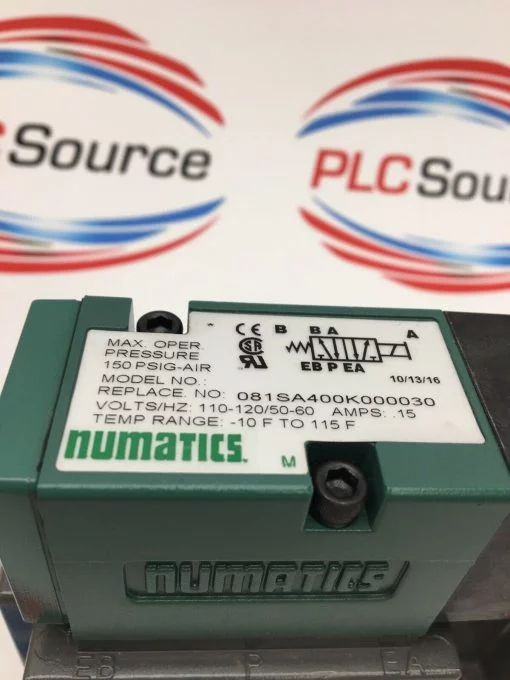 C Source
PLC Source
MAX. OPER.
PRESSURE
150 PSIG-AIR
CE B B A A
EB P EA
10/13/16
MODEL NO.:
REPLACE. NO: 081SA400K000030
VOLTS/HZ: 110-120/50-60 AMPS: .15
TEMP RANGE: -10 F TO 115 F
numatics.
M
numatics
EB P EA